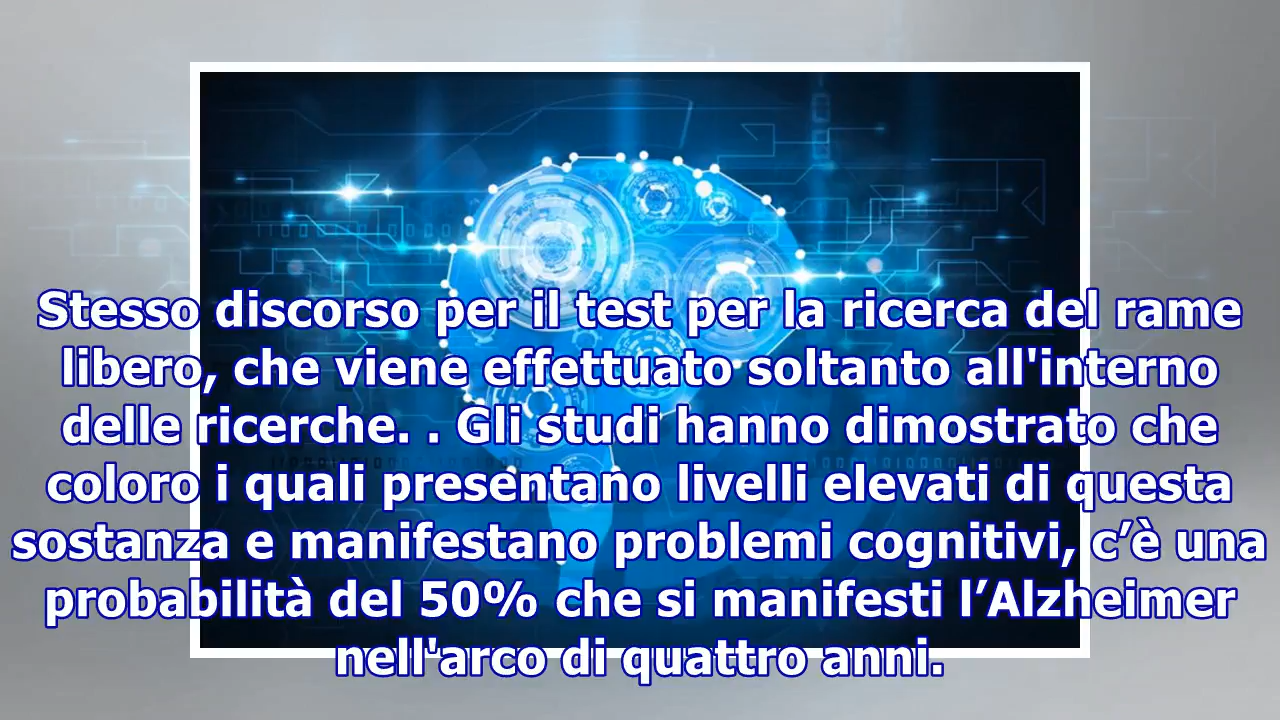 Stesso discorso per il test per la ricerca del rame
libero, che viene effettuato soltanto all'interno
delle ricerche. . Gli studi hanno dimostrato che
coloro i quali presentano livelli elevati di questa
sostanza e manifestano problemi cognitivi, c’è una
probabilità del 50% che si manifesti l’Alzheimer
nell'arco di quattro anni.